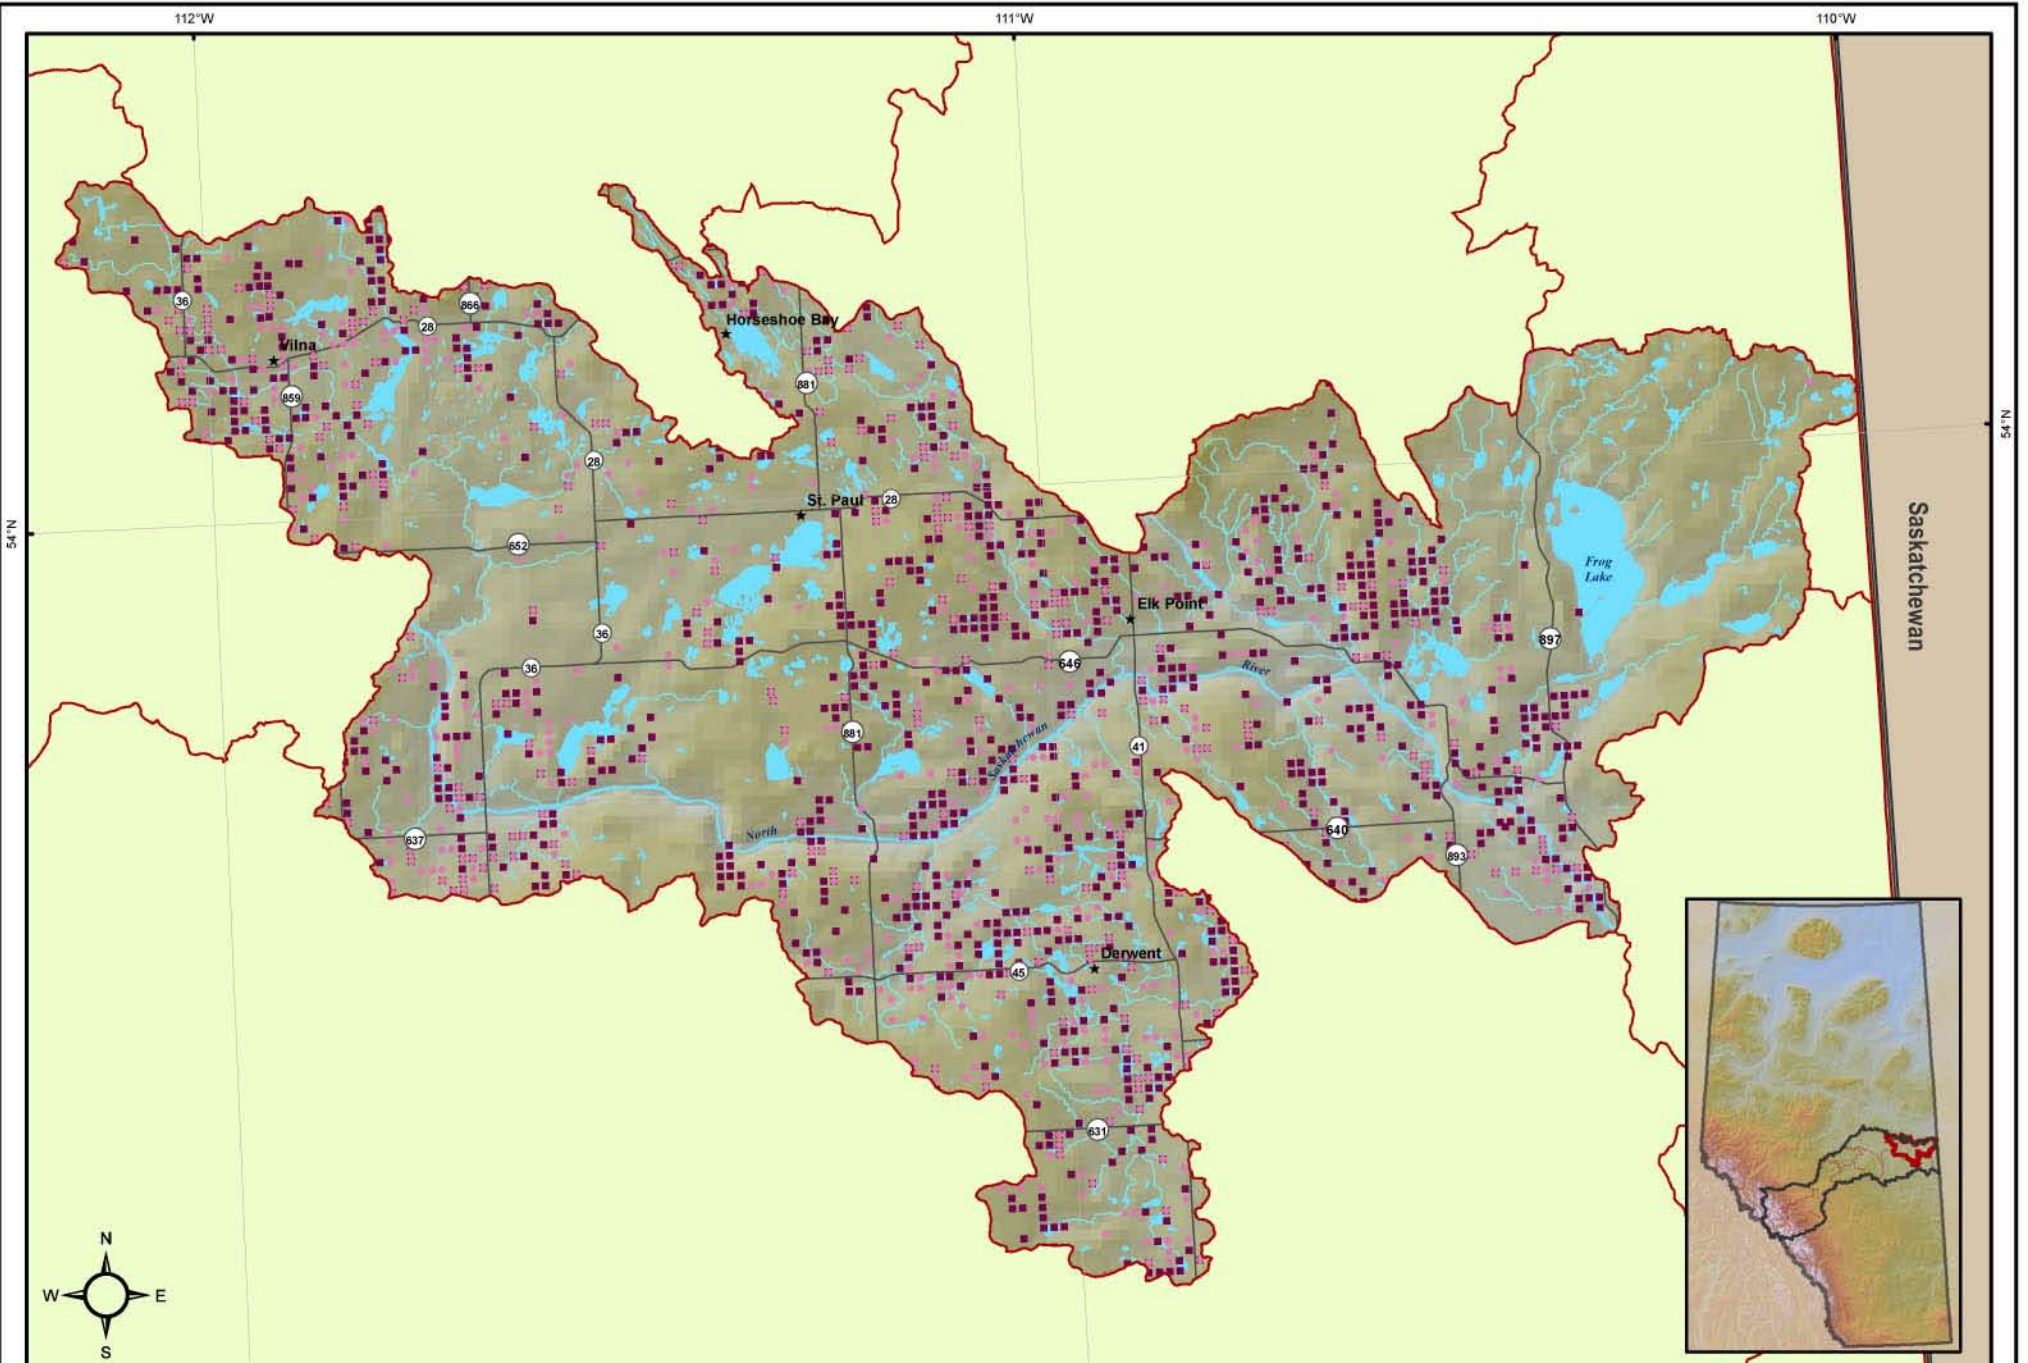 112°W
111°W
110°W
36
866
28
Horseshoe Bay
Vilna
881
859
54°N
28
St. Paul
28
Saskatchewan
54°N
652
Frog
Lake
Elk Point
36
897
36
646
River
881
41
Saskatchewan
North
640
637
893
Derwent
45
631
N
W
E
S